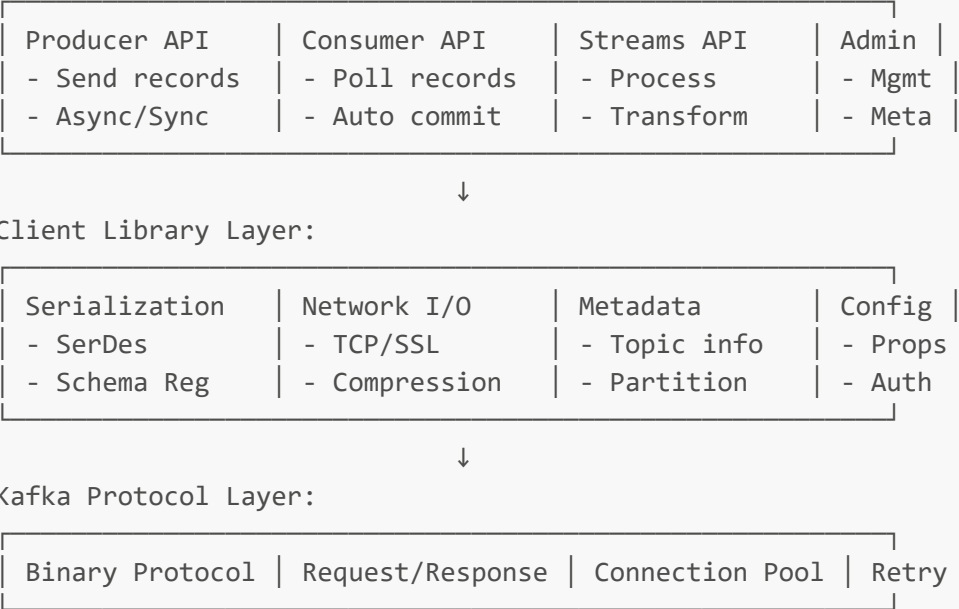 Producer API │ Consumer API │ Streams API │ Admin │
│ - Send records │ - Poll records │ - Process │ - Mgmt │
│ - Async/Sync │ - Auto commit │ - Transform │ - Meta │
↓
Client Library Layer:
│ Serialization │ Network I/O │ Metadata │ Config │
│ - SerDes │ - TCP/SSL │ - Topic info │ - Props
│ - Schema Reg │ - Compression │ - Partition │ - Auth
↓
Kafka Protocol Layer:
│ Binary Protocol │ Request/Response │ Connection Pool │ Retry